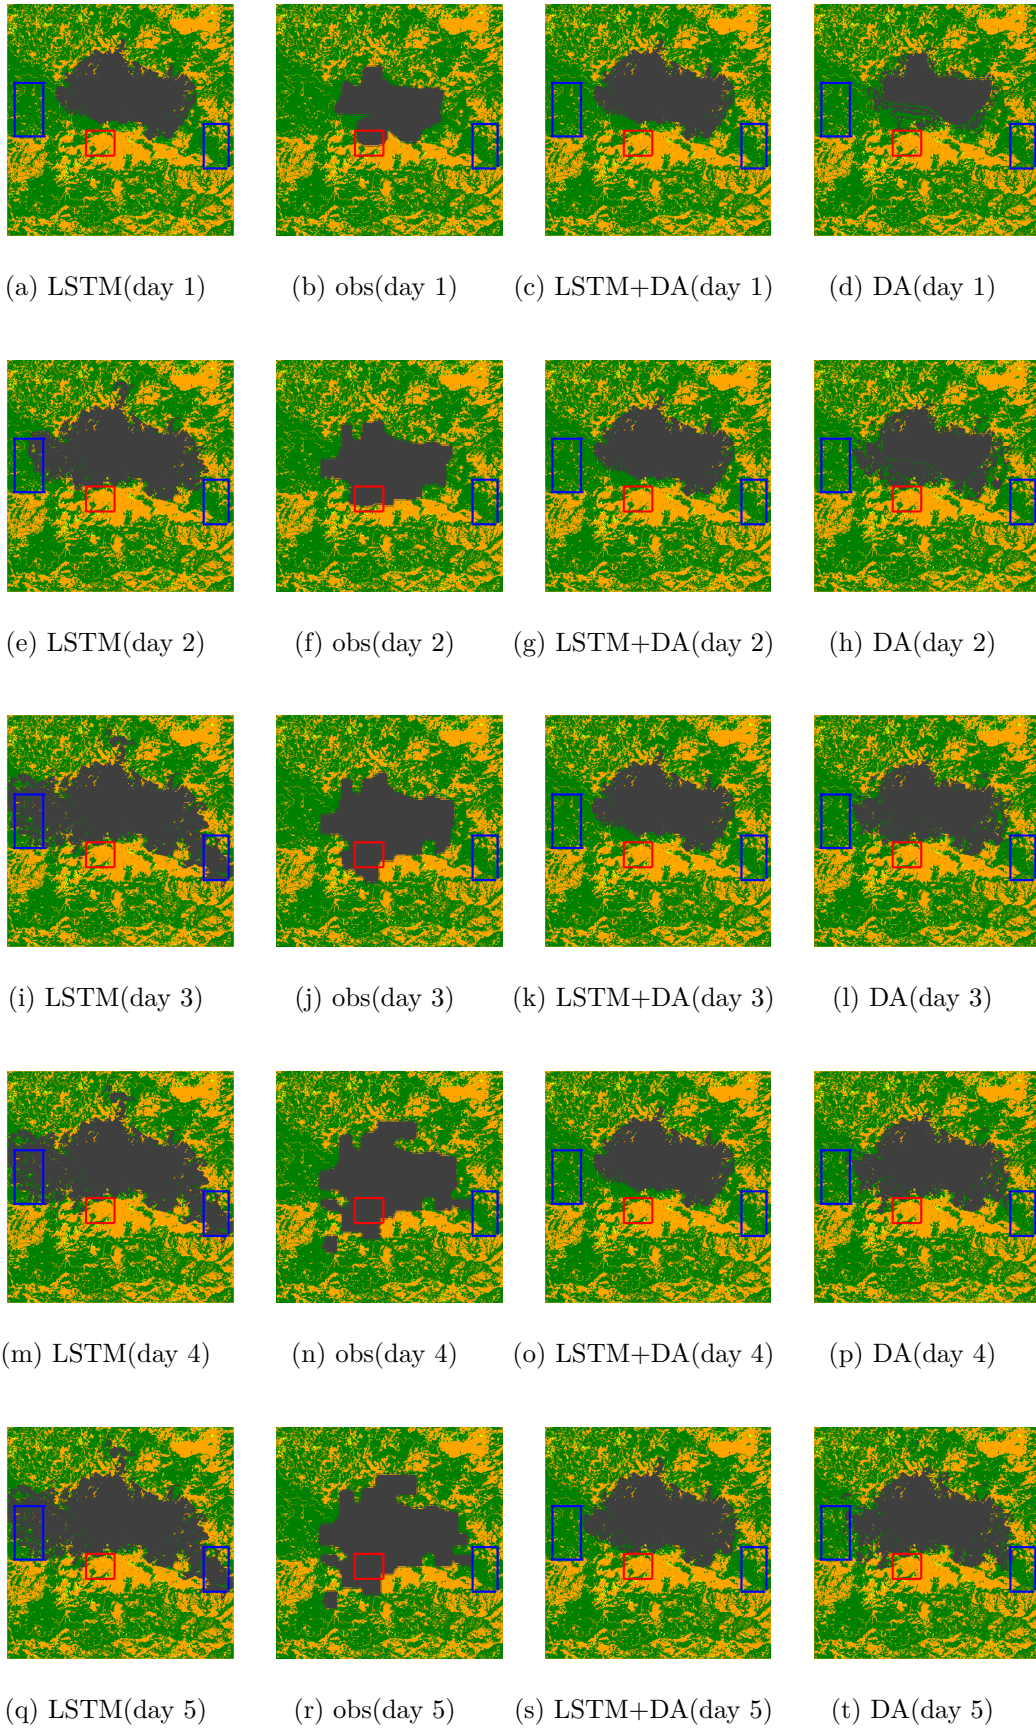 (a) LSTM(day 1) (b) obs(day 1) (c) LSTM+DA(day 1) (d) DA(day 1)
(e) LSTM(day 2) (f) obs(day 2) (g) LSTM+DA(day 2) (h) DA(day 2)
(i) LSTM(day 3) (j) obs(day 3) (k) LSTM+DA(day 3) (l) DA(day 3)
(m) LSTM(day 4) (n) obs(day 4) (o) LSTM+DA(day 4) (p) DA(day 4)
(q) LSTM(day 5) (r) obs(day 5) (s) LSTM+DA(day 5) (t) DA(day 5)